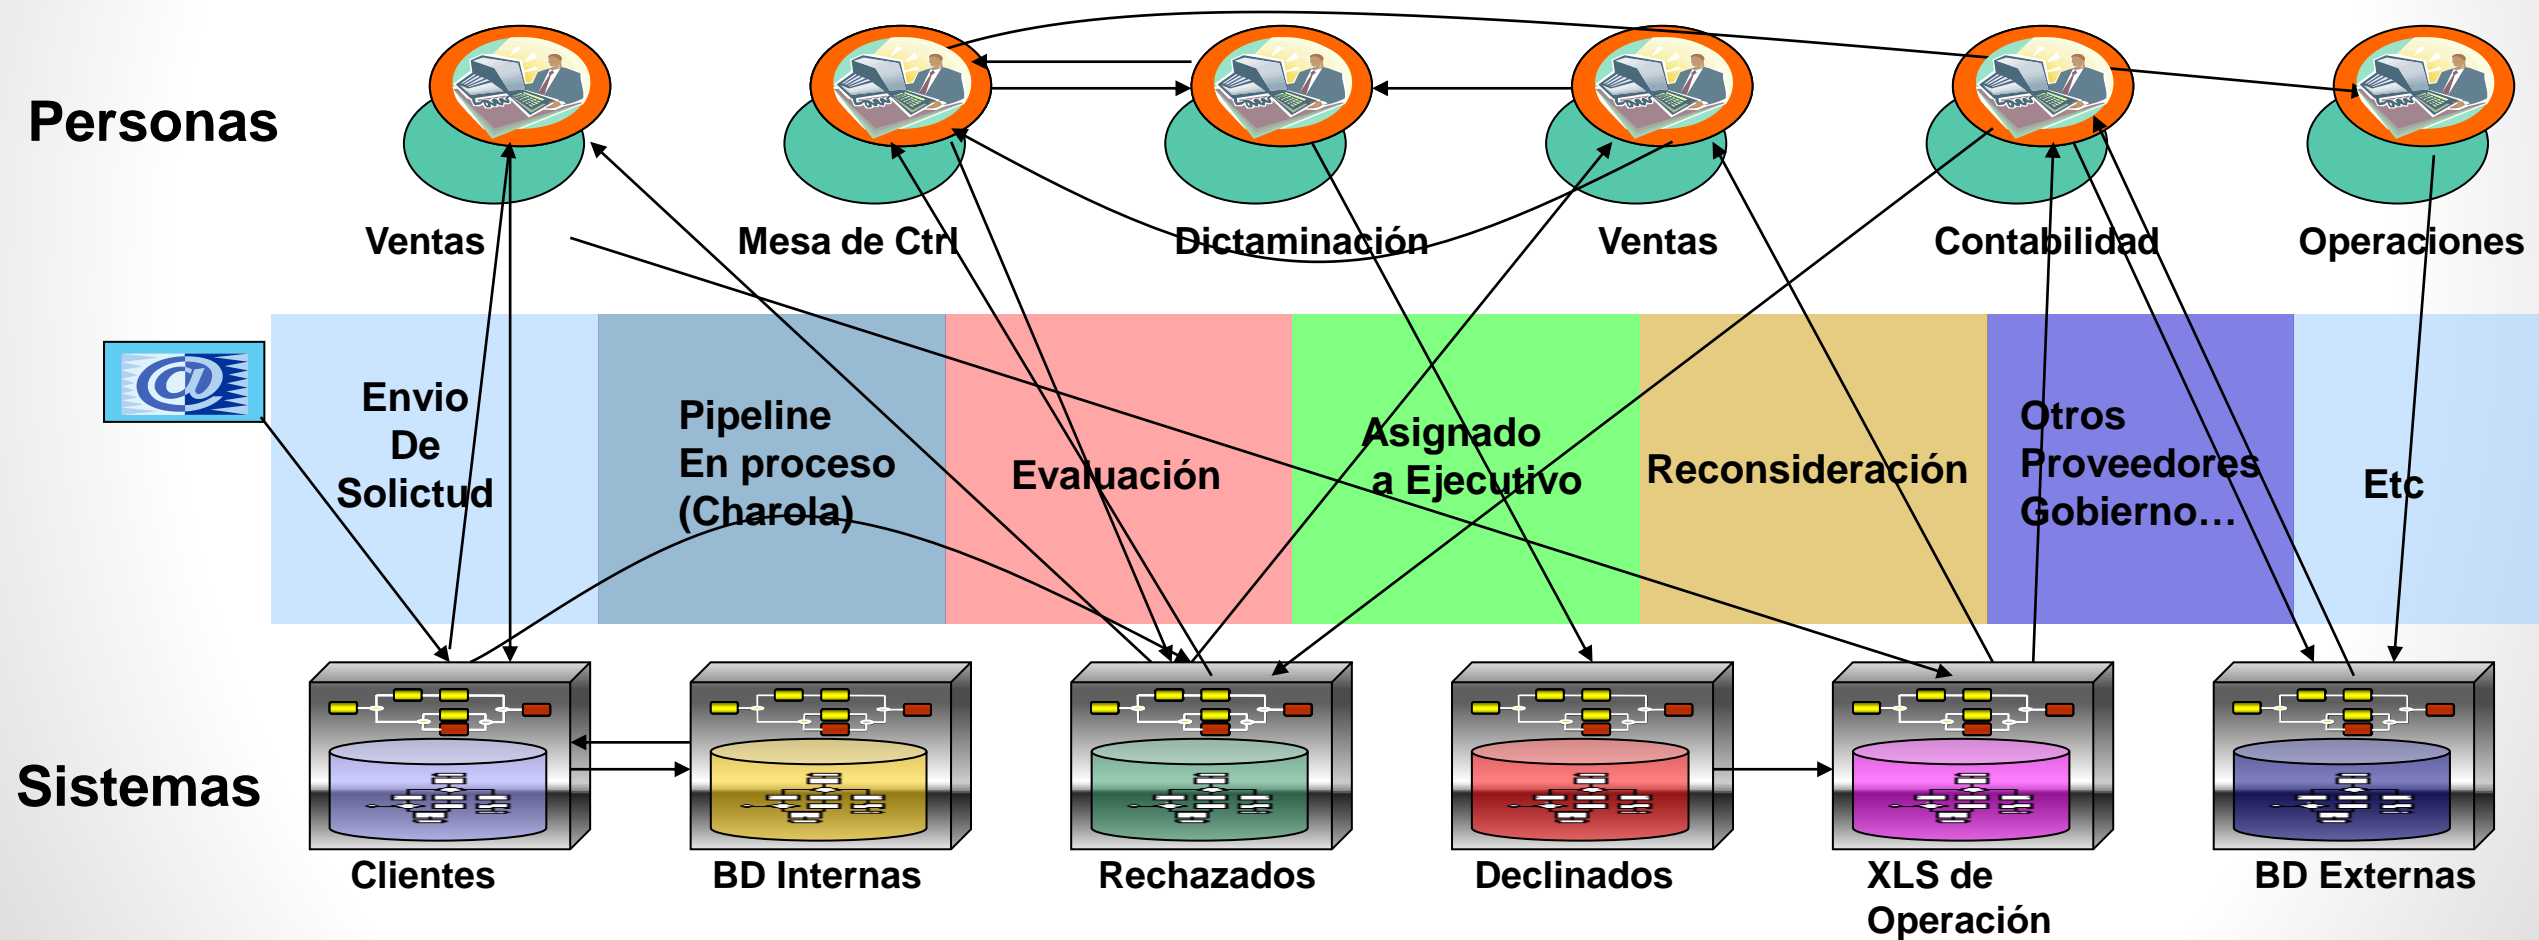 Personas
Ventas
Mesa de Ctrl
Dictaminación
Ventas
Contabilidad
Operaciones
@
Envio
De
Solictud
Pipeline
En proceso
(Charola)
Evaluación
Asignado
a Ejecutivo
Reconsideración
Otros
Proveedores
Gobierno…
Etc
Sistemas
Clientes
BD Internas
Rechazados
Declinados
XLS de
Operación
BD Externas